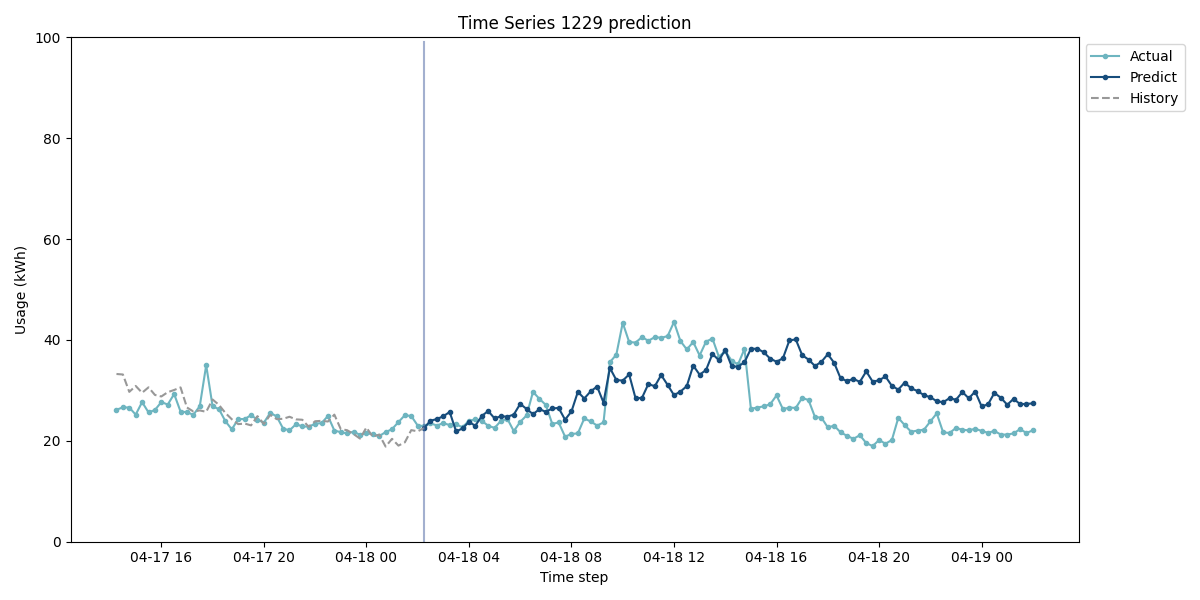 Time Series 1229 prediction
100
80
60
40
20
0
Usage (kWh)
04-17 16
04-17 20
04-18 00
04-18 04
04-18 08
04-18 12
04-18 16
04-18 20
04-19 00
Time step
Actual
Predict
History